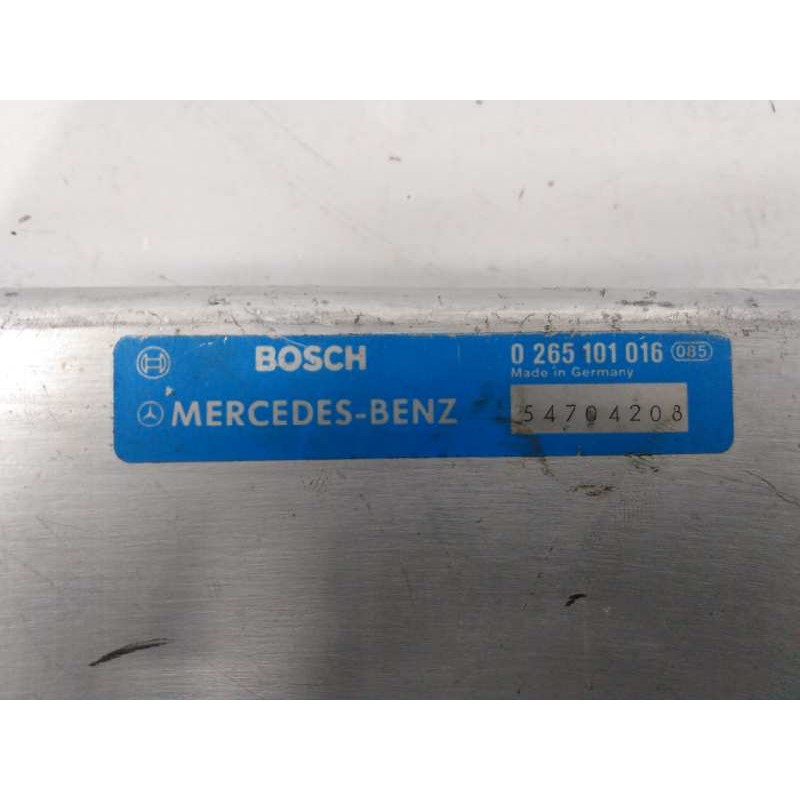 BOSCH 0 265 101 016 085
Made in Germany
MERCEDES-BENZ 54704208